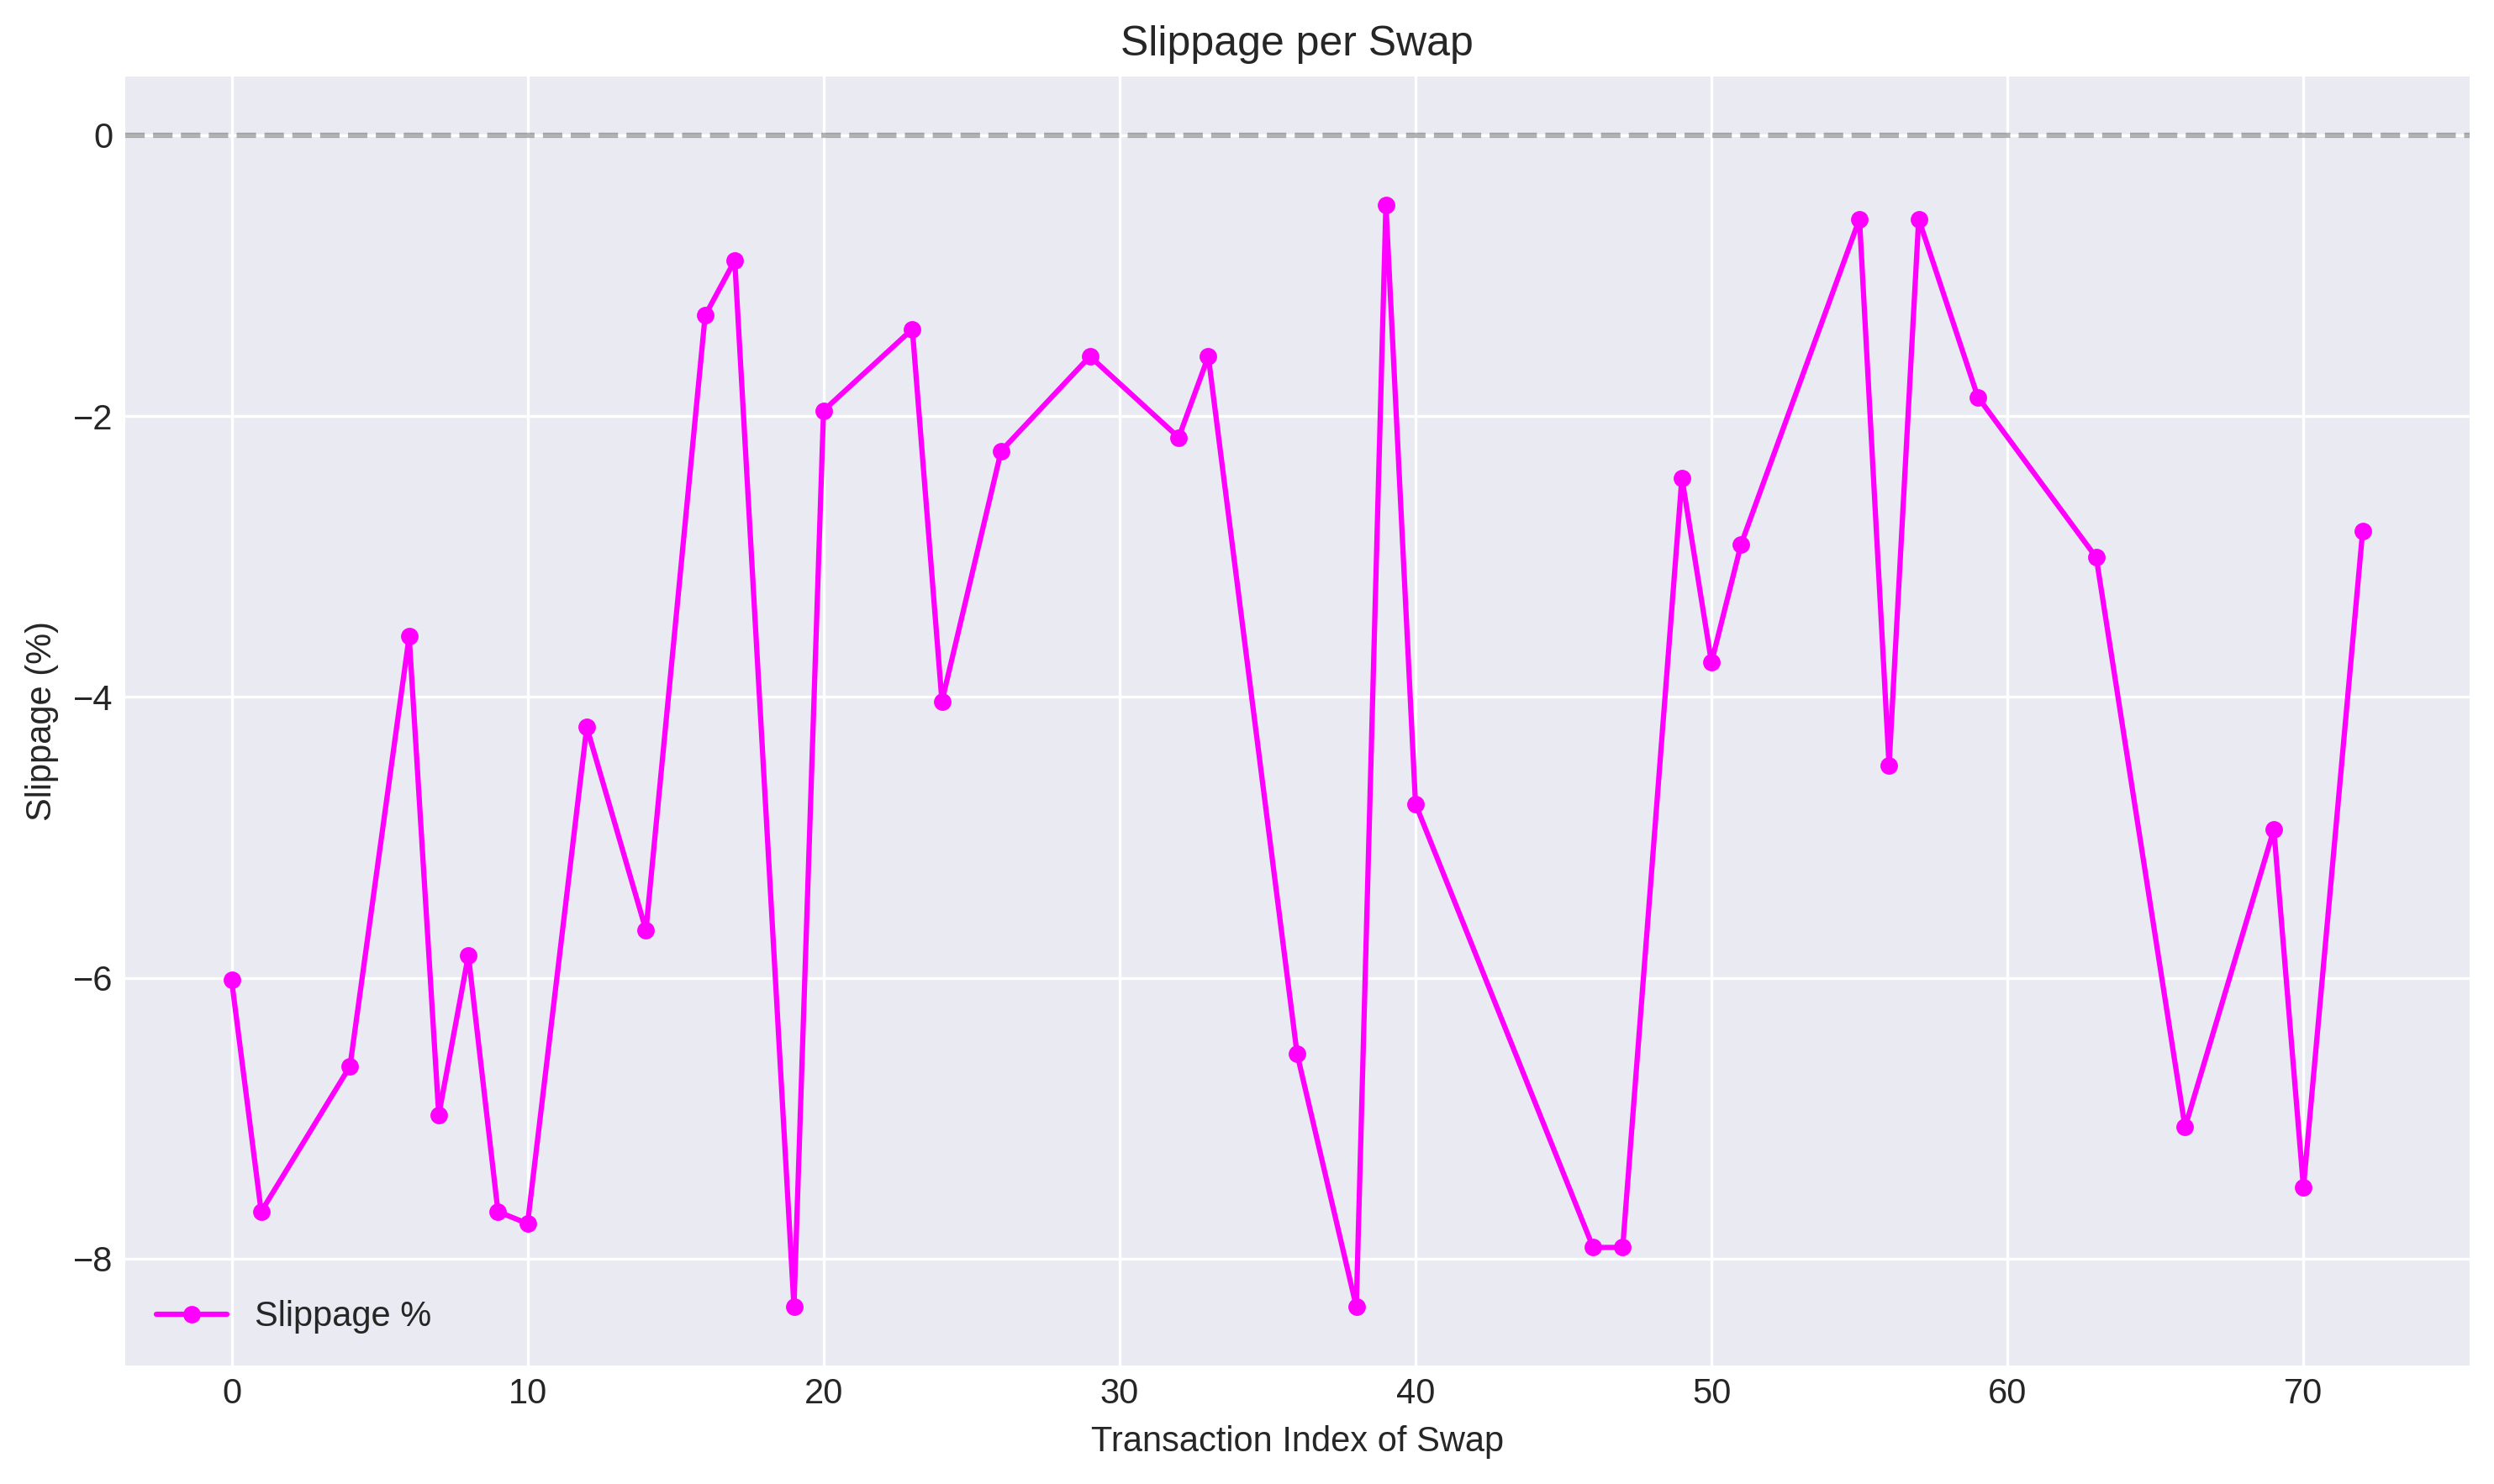 Slippage per Swap
Slippage (%)
0
−2
−4
−6
−8
Slippage %
0 10 20 30 40 50 60 70
Transaction Index of Swap